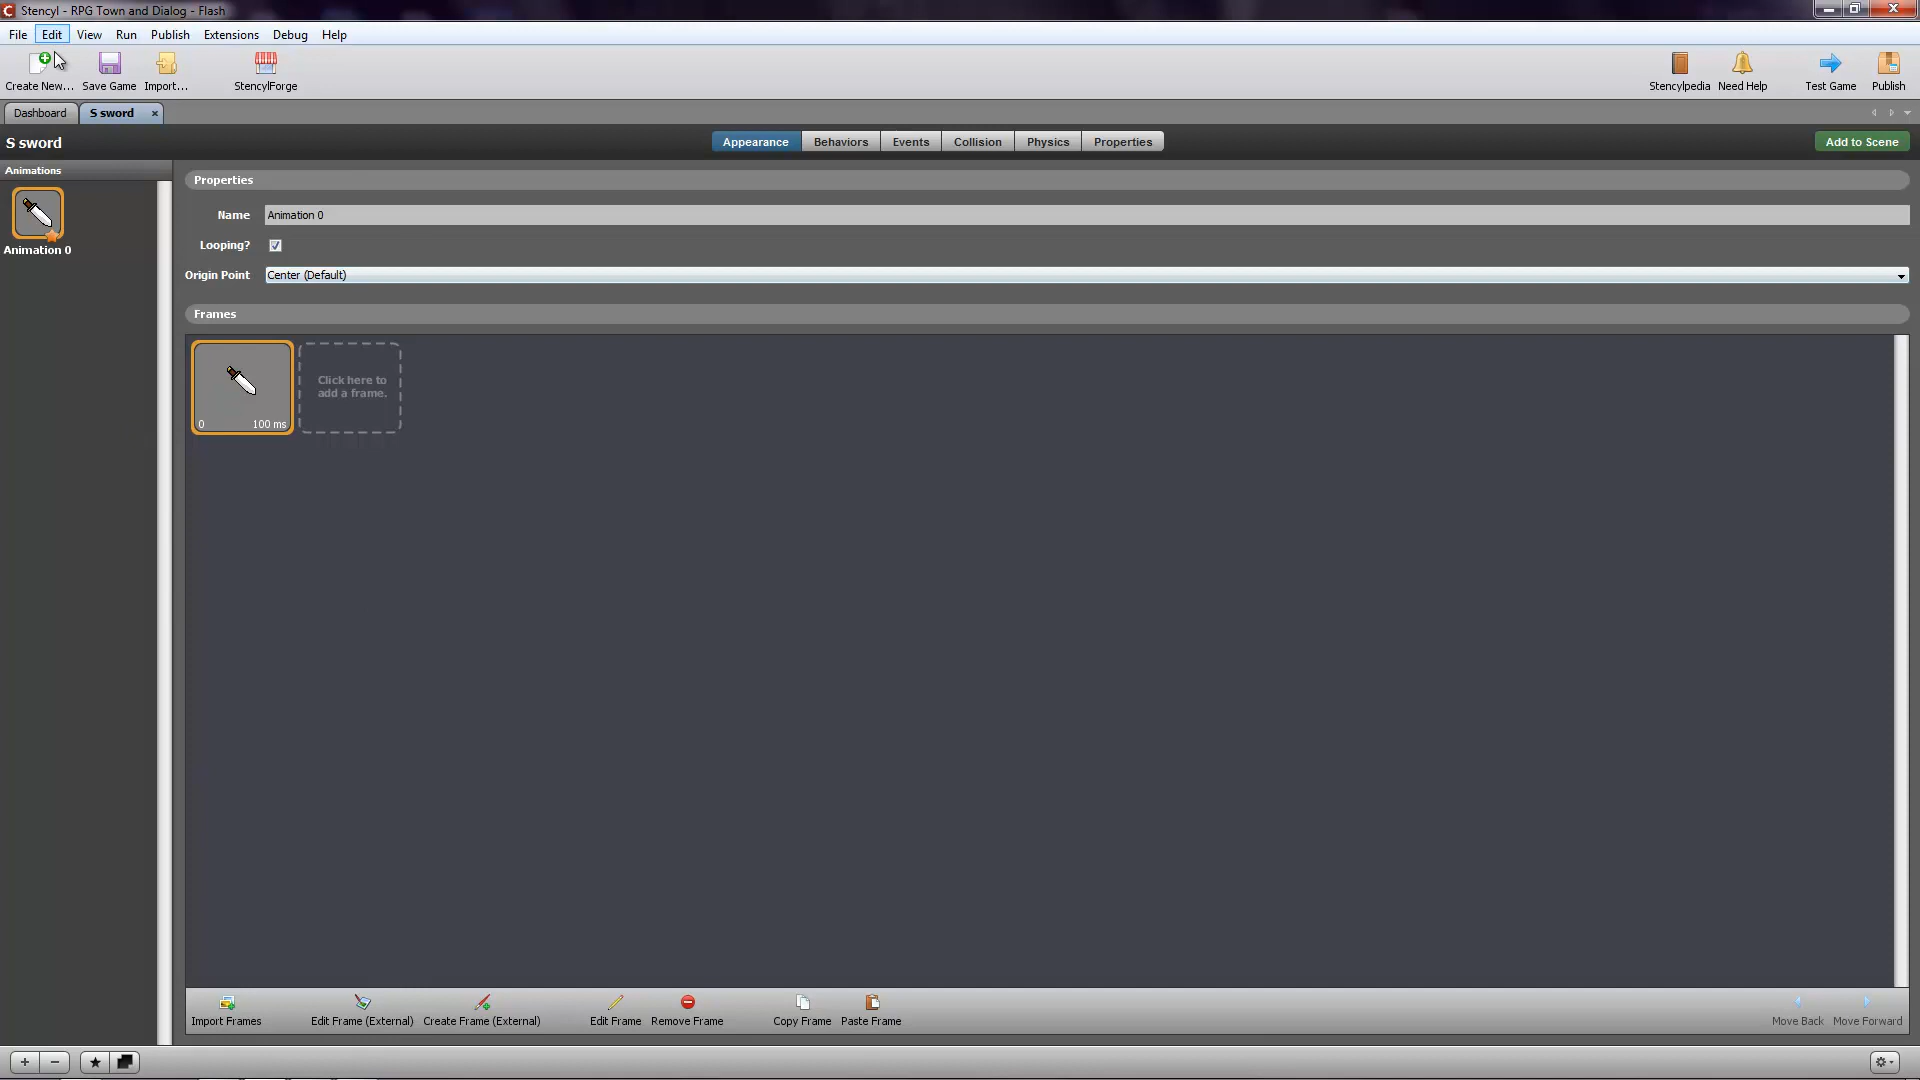 Stencyl - RPG Town and Dialog - Flash
File Edit View Run Publish Extensions Debug Help
Create New... Save Game Import... StencylForge Stencylpedia Need Help Test Game Publish
Dashboard S sword
S sword Appearance Behaviors Events Collision Physics Properties Add to Scene
Animations
Animation 0
Properties
Name Animation 0
Looping?
Origin Point Center (Default)
Frames
Click here to
add a frame.
0 100 ms
Import Frames Edit Frame (External) Create Frame (External) Edit Frame Remove Frame Copy Frame Paste Frame Move Back Move Forward